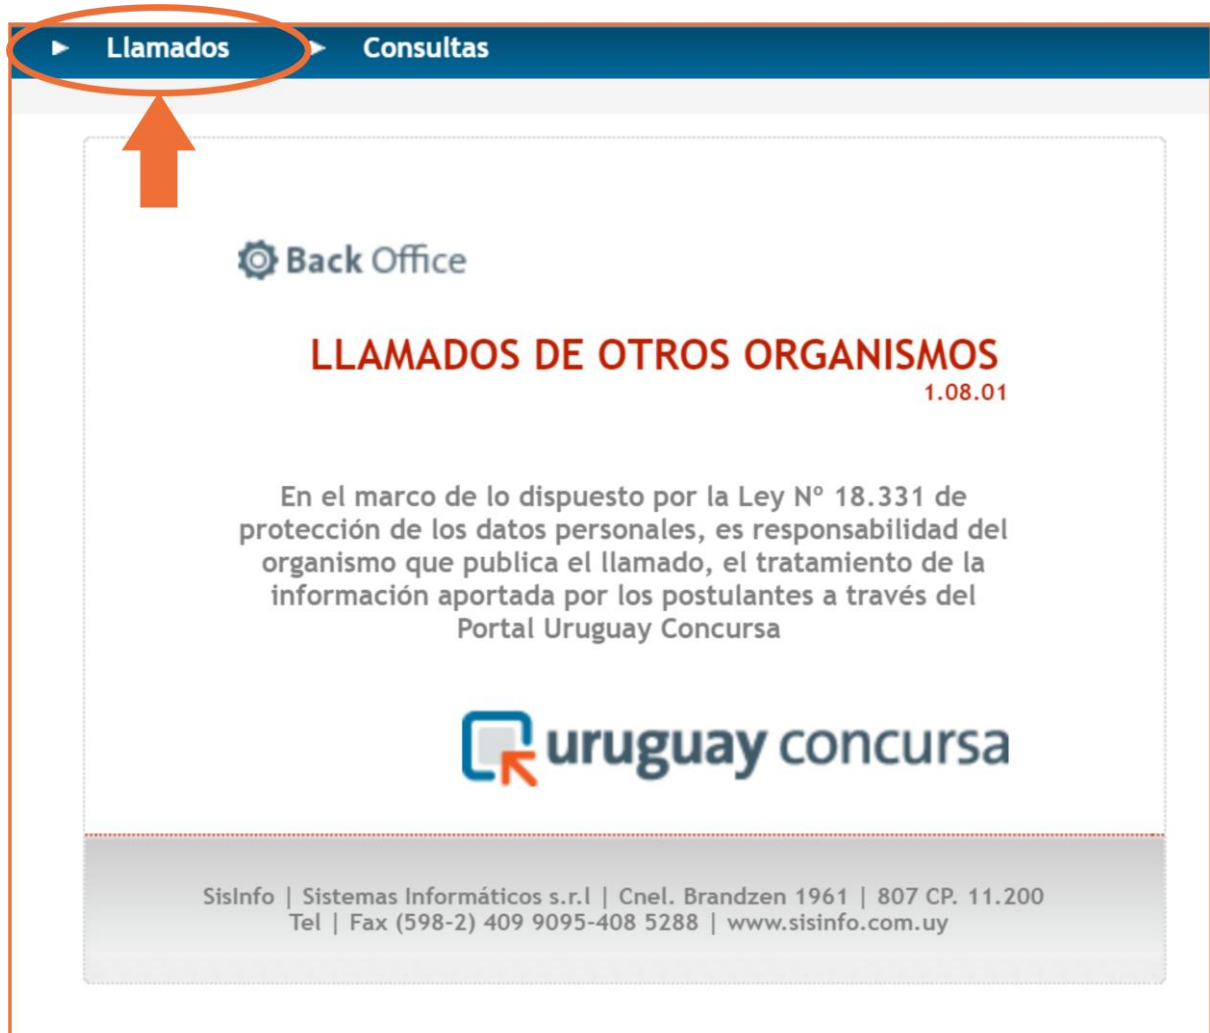 Llamados Consultas
Back Office
LLAMADOS DE OTROS ORGANISMOS
1.08.01
En el marco de lo dispuesto por la Ley Nº 18.331 de
protección de los datos personales, es responsabilidad del
organismo que publica el llamado, el tratamiento de la
información aportada por los postulantes a través del
Portal Uruguay Concursa
uruguay concursa
SisInfo | Sistemas Informáticos s.r.l | Cnel. Brandzen 1961 | 807 CP. 11.200
Tel | Fax (598-2) 409 9095-408 5288 | www.sisinfo.com.uy